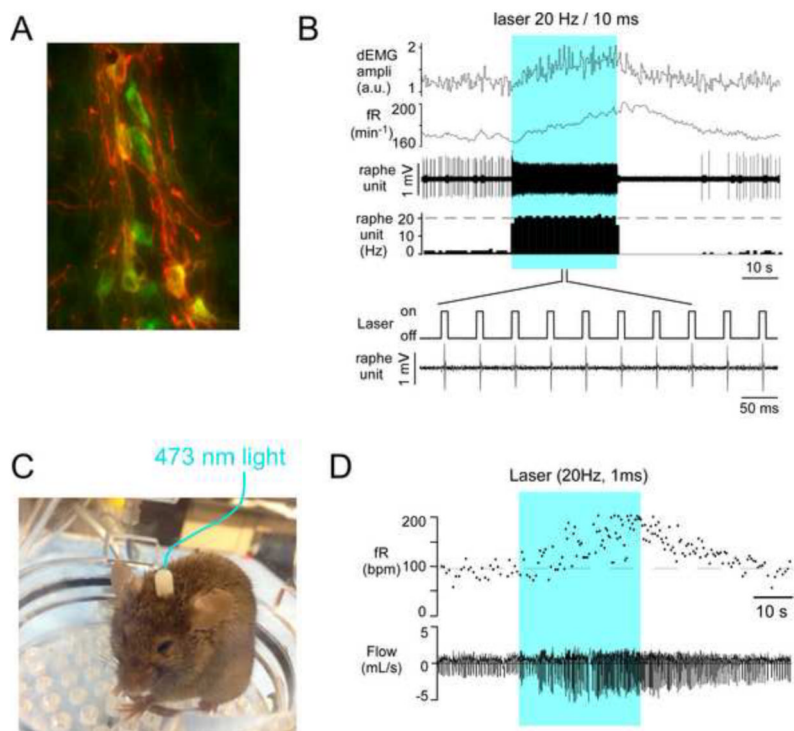 A
B
laser 20 Hz / 10 ms
dEMG
ampli
(a.u.)
2
1
fR
(min-1)
200
160
raphe
unit
1 mV
raphe
unit
(Hz)
20
10
0
10 s
Laser
on
off
raphe
unit
1 mV
50 ms
C
473 nm light
D
Laser (20Hz, 1ms)
fR
(bpm)
200
100
0
10 s
Flow
(mL/s)
5
0
-5